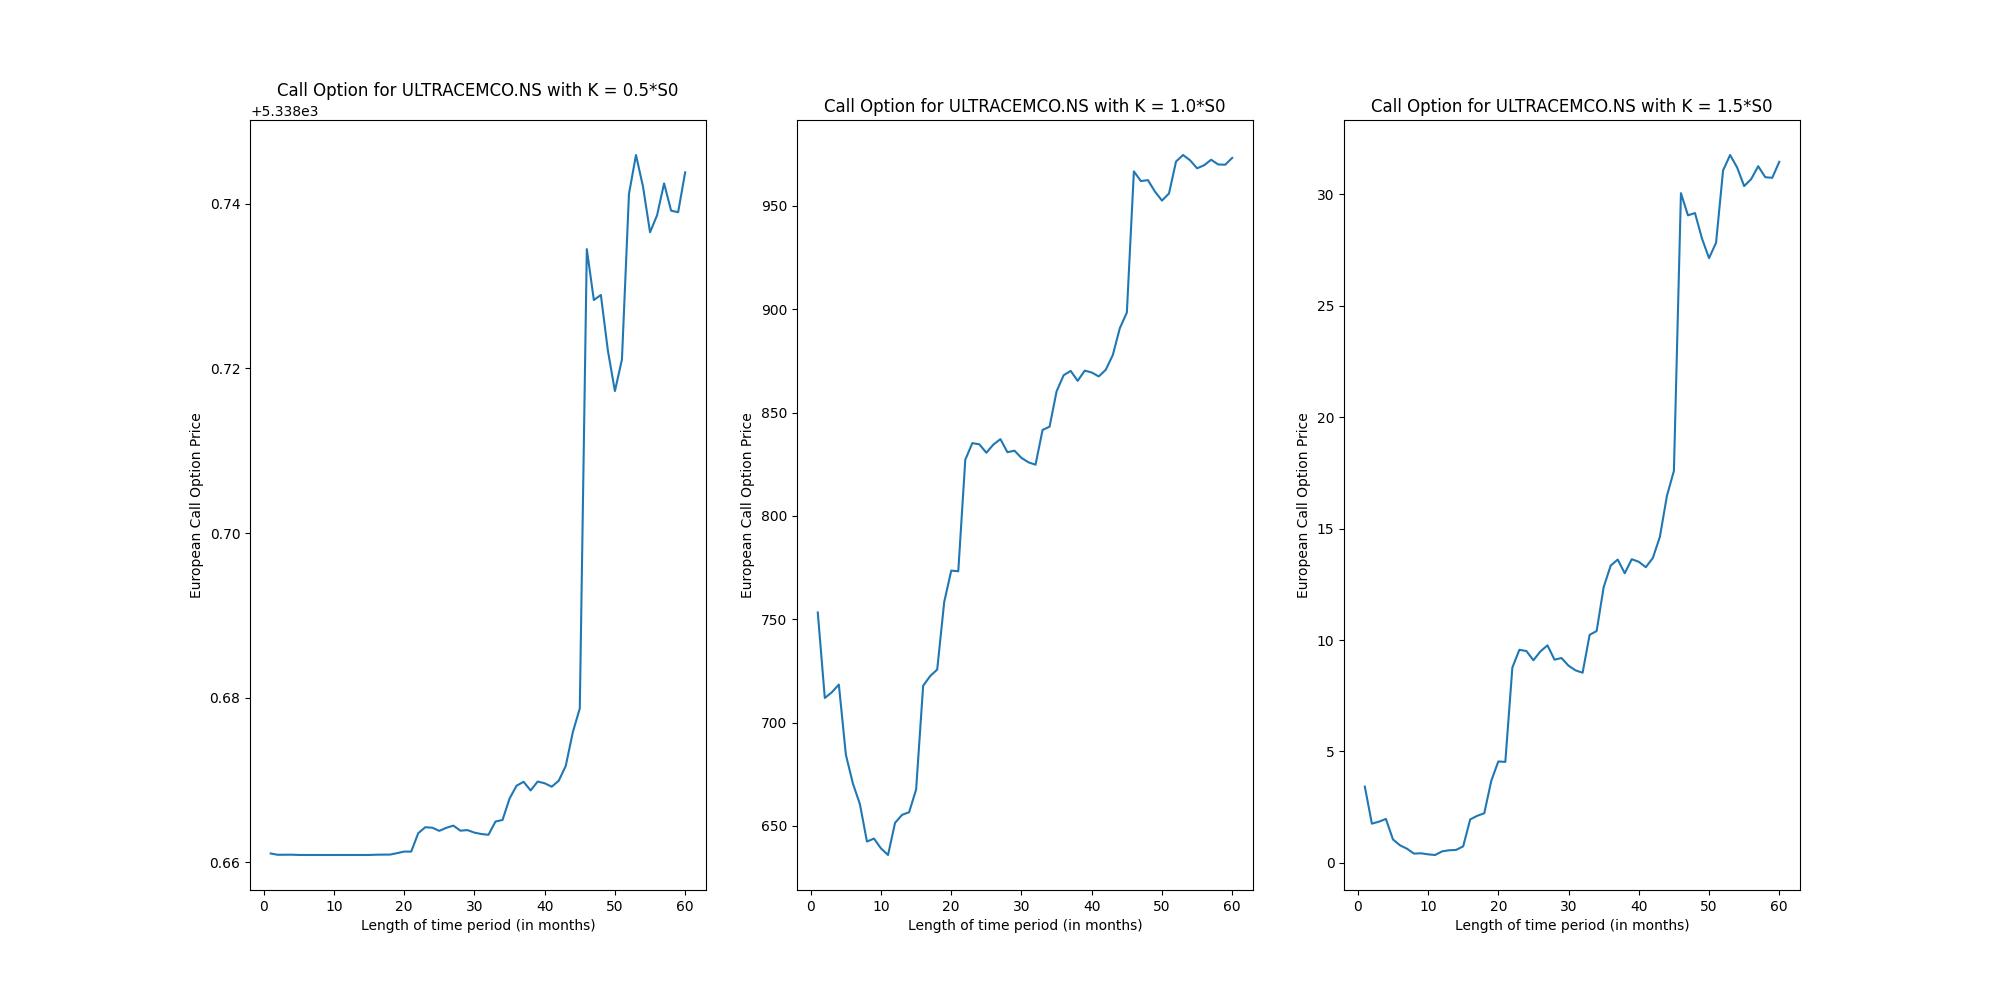 Call Option for ULTRACEMCO.NS with K = 0.5*S0
+5.338e3
0.74
0.72
0.70
0.68
0.66
European Call Option Price
0 10 20 30 40 50 60
Length of time period (in months)
Call Option for ULTRACEMCO.NS with K = 1.0*S0
950
900
850
800
750
700
650
European Call Option Price
0 10 20 30 40 50 60
Length of time period (in months)
Call Option for ULTRACEMCO.NS with K = 1.5*S0
30
25
20
15
10
5
0
European Call Option Price
0 10 20 30 40 50 60
Length of time period (in months)